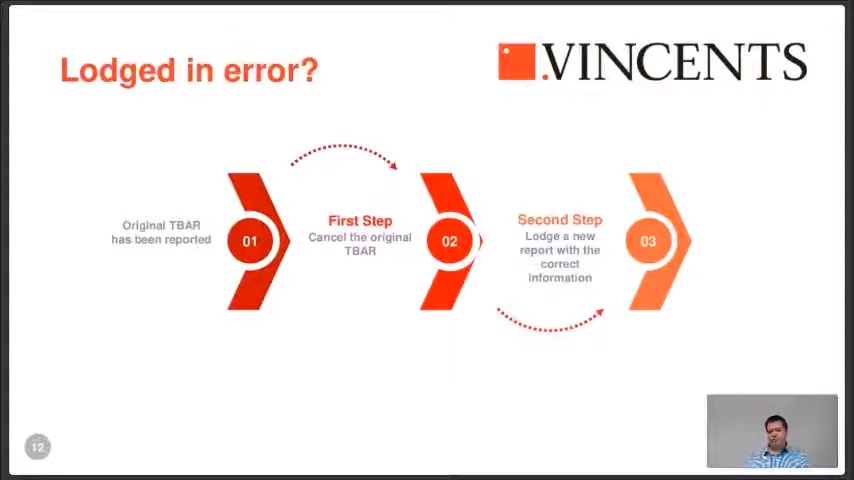 Lodged in error?
.VINCENTS
Original TBAR
has been reported
01
First Step
Cancel the original
TBAR
02
Second Step
Lodge a new
report with the
correct
information
03
12